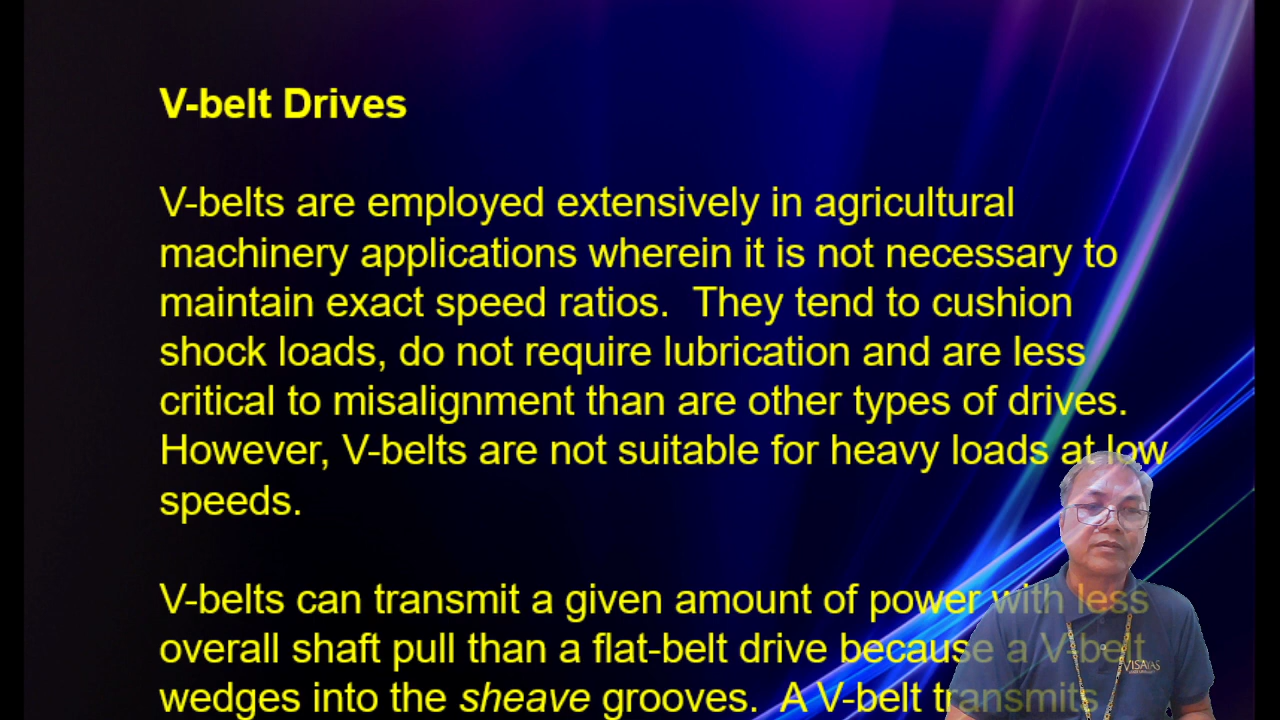 V-belt Drives
V-belts are employed extensively in agricultural
machinery applications wherein it is not necessary to
maintain exact speed ratios.  They tend to cushion
shock loads, do not require lubrication and are less
critical to misalignment than are other types of drives.
However, V-belts are not suitable for heavy loads at low
speeds.
V-belts can transmit a given amount of power with less
overall shaft pull than a flat-belt drive because a V-belt
wedges into the sheave grooves.  A V-belt transmits
VISAYAS